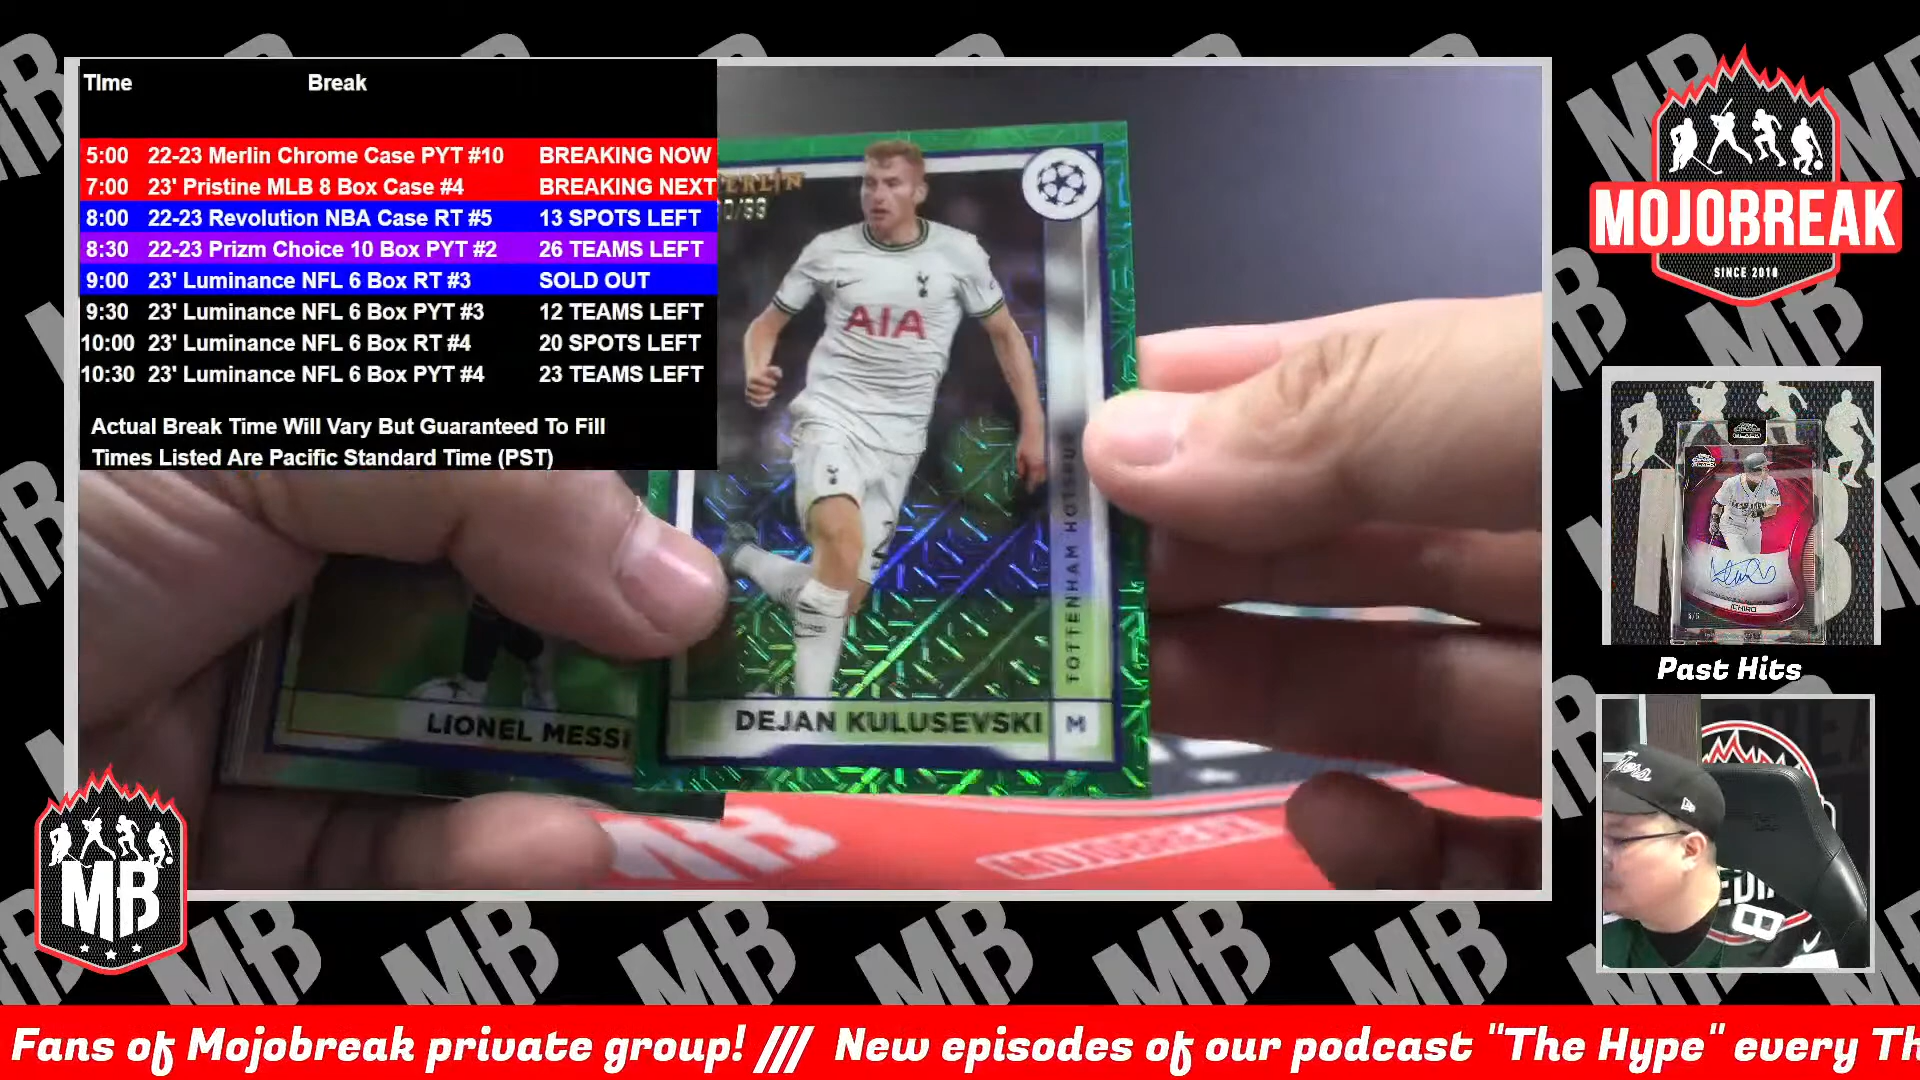 TIme Break
5:00 22-23 Merlin Chrome Case PYT #10 BREAKING NOW
7:00 23' Pristine MLB 8 Box Case #4 BREAKING NEXT
8:00 22-23 Revolution NBA Case RT #5 13 SPOTS LEFT
8:30 22-23 Prizm Choice 10 Box PYT #2 26 TEAMS LEFT
9:00 23' Luminance NFL 6 Box RT #3 SOLD OUT
9:30 23' Luminance NFL 6 Box PYT #3 12 TEAMS LEFT
10:00 23' Luminance NFL 6 Box RT #4 20 SPOTS LEFT
10:30 23' Luminance NFL 6 Box PYT #4 23 TEAMS LEFT
Actual Break Time Will Vary But Guaranteed To Fill
Times Listed Are Pacific Standard Time (PST)
AIA
TOTTENHAM HOTSPUR
LIONEL MESSI
DEJAN KULUSEVSKI M
MB
MOJOBREAK
MB
MOJOBREAK
SINCE 2010
ICHIRO
Past Hits
8
Fans of Mojobreak private group! /// New episodes of our podcast "The Hype" every Th